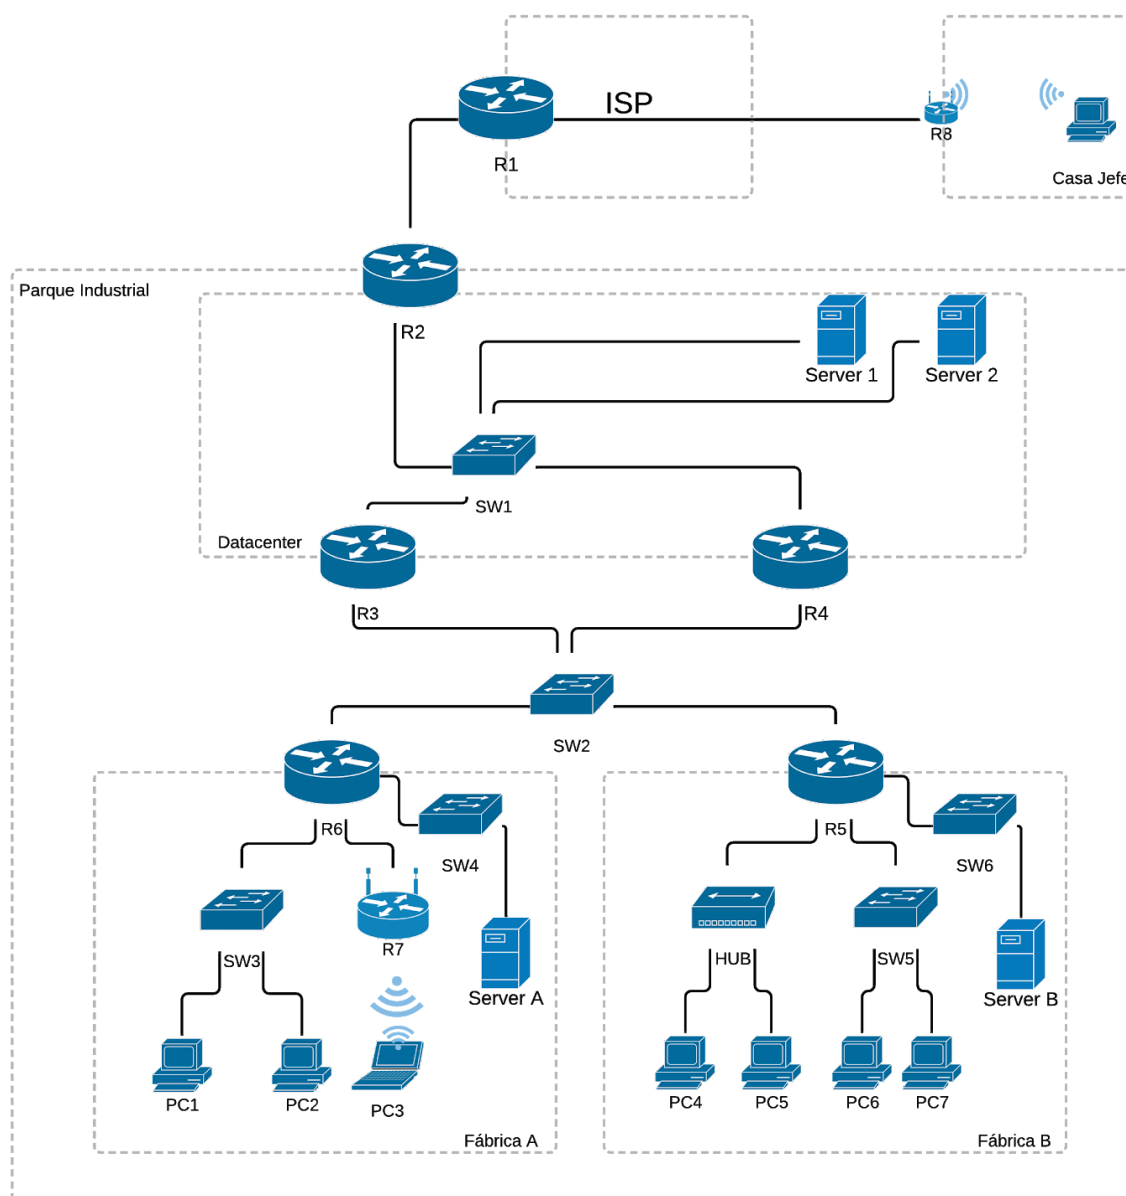 ISP
R8
R1
Casa Jefe
Parque Industrial
R2
Server 1
Server 2
SW1
Datacenter
R3
R4
SW2
R6
R5
SW4
SW6
R7
SW3
HUB
SW5
Server A
Server B
PC1
PC2
PC3
PC4
PC5
PC6
PC7
Fábrica A
Fábrica B